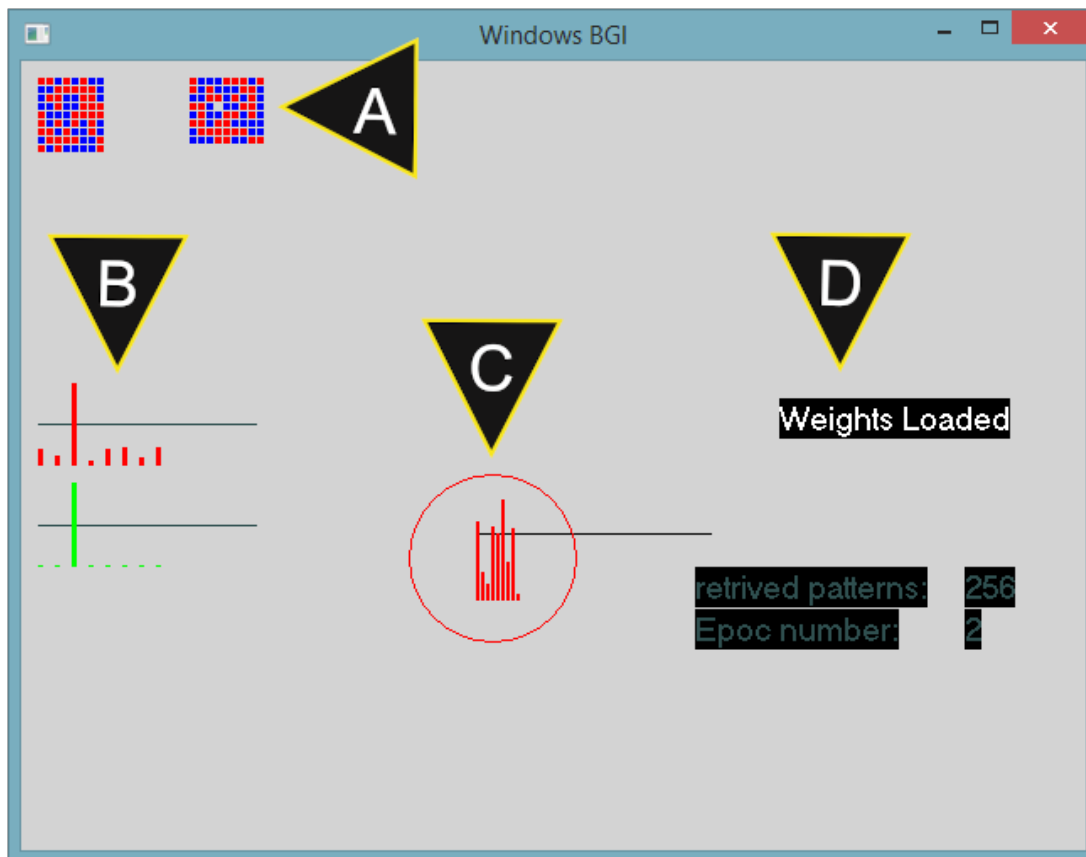 Windows BGI
A
B
D
C
Weights Loaded
retrived patterns: 256
Epoc number: 2